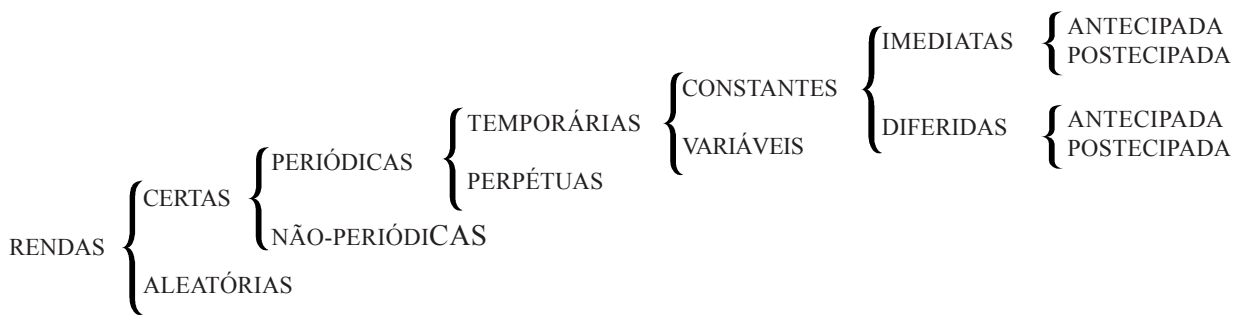 RENDAS
CERTAS
ALEATÓRIAS
PERIÓDICAS
NÃO-PERIÓDICAS
TEMPORÁRIAS
PERPÉTUAS
CONSTANTES
VARIÁVEIS
IMEDIATAS
DIFERIDAS
ANTECIPADA
POSTECIPADA
ANTECIPADA
POSTECIPADA